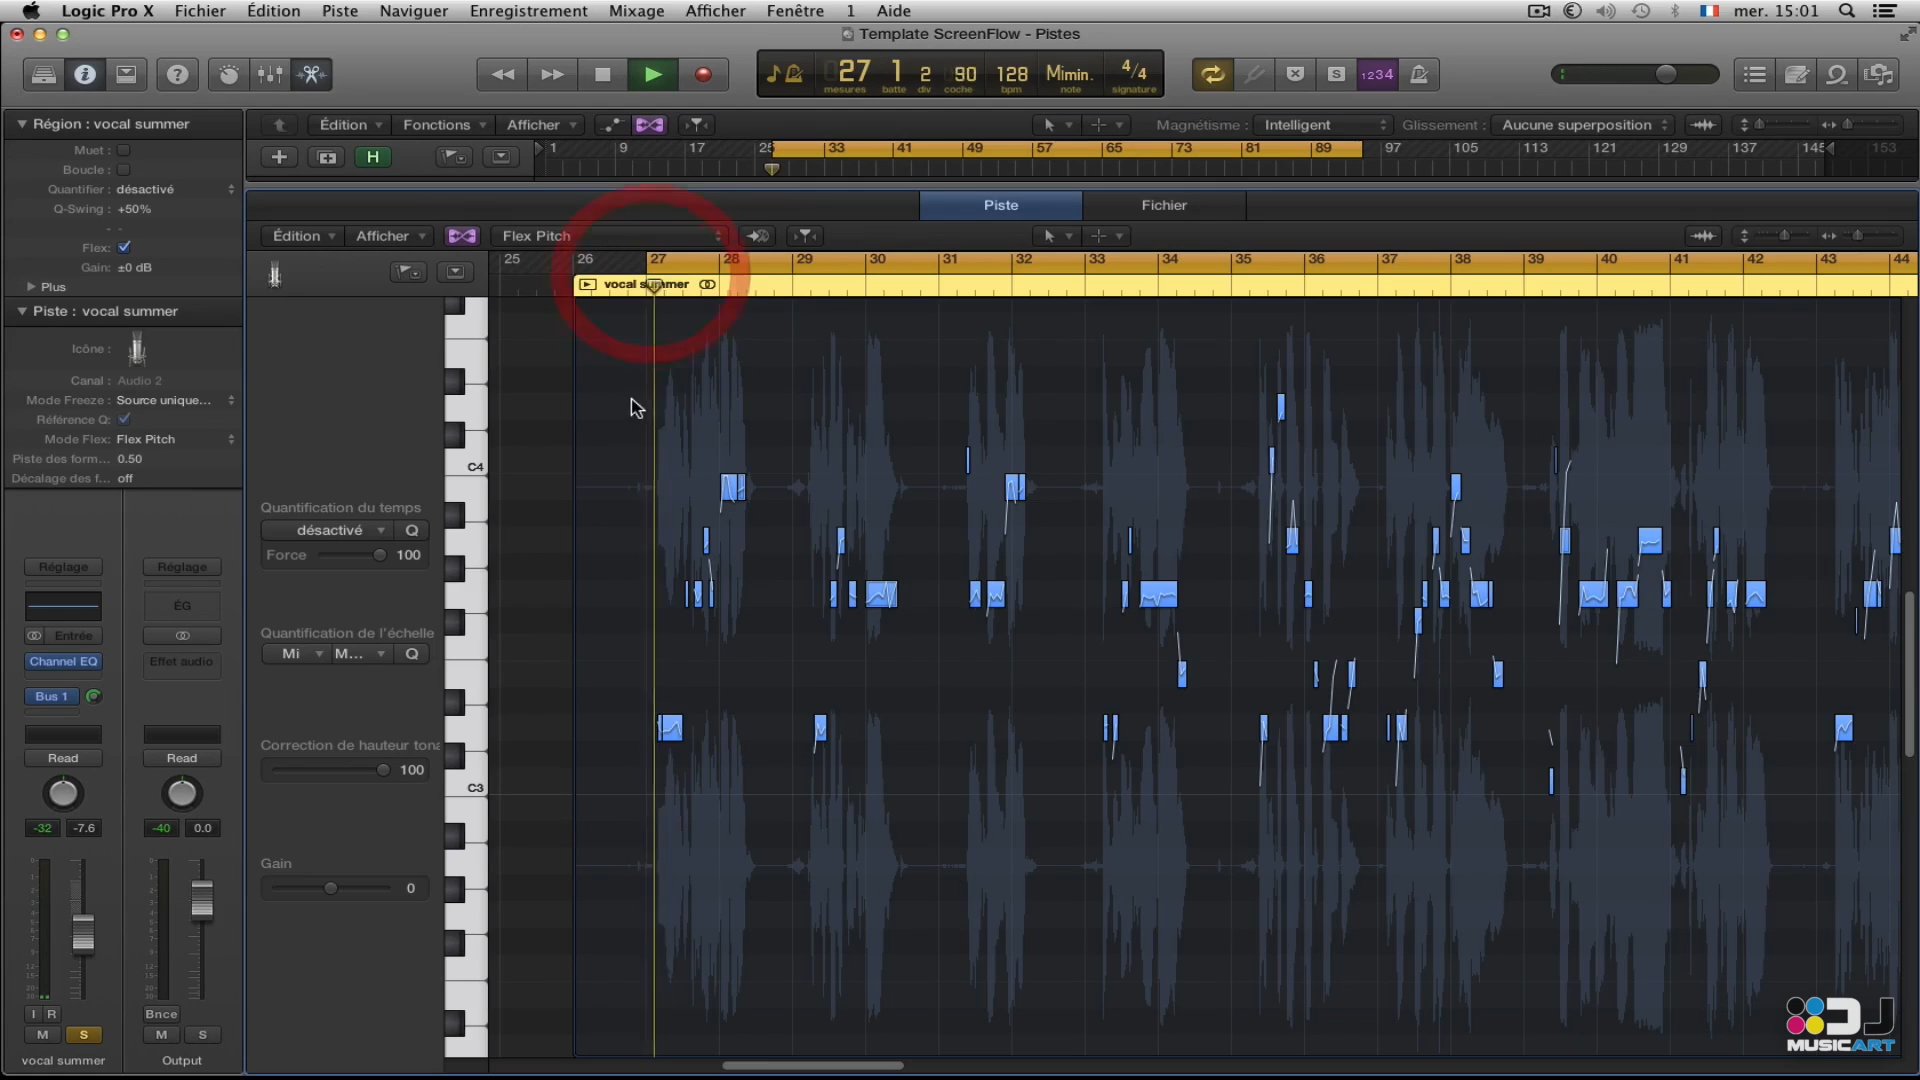 Logic Pro X Fichier Édition Piste Naviguer Enregistrement Mixage Afficher Fenêtre 1 Aide mer. 15:01
Template ScreenFlow - Pistes
27 1 2 90 128 Mimin. 4/4
mesures batte div coche bpm note signature
1234
Région : vocal summer
Édition Fonctions Afficher Magnétisme : Intelligent Glissement : Aucune superposition
Muet :
1 9 17 25 33 41 49 57 65 73 81 89 97 105 113 121 129 137 145 153
H
Boucle :
Quantifier : désactivé
Q-Swing : +50%
Piste Fichier
Flex :
Édition Afficher Flex Pitch
Gain : ±0 dB
25 26 27 28 29 30 31 32 33 34 35 36 37 38 39 40 41 42 43 44
Plus
vocal summer
Piste : vocal summer
Icône :
Canal : Audio 2
Mode Freeze : Source unique...
Référence Q :
Mode Flex : Flex Pitch
Piste des form... 0.50
Décalage des f... off
C4
Quantification du temps
désactivé Q
Force 100
Quantification de l'échelle
Mi M... Q
Correction de hauteur tona
100
C3
Gain
0
Réglage Réglage
ÉG
Entrée
Channel EQ Effet audio
Bus 1
Read Read
-32 -7.6 -40 0.0
I R Bnce
M S M S
vocal summer Output
DJ
MUSICART